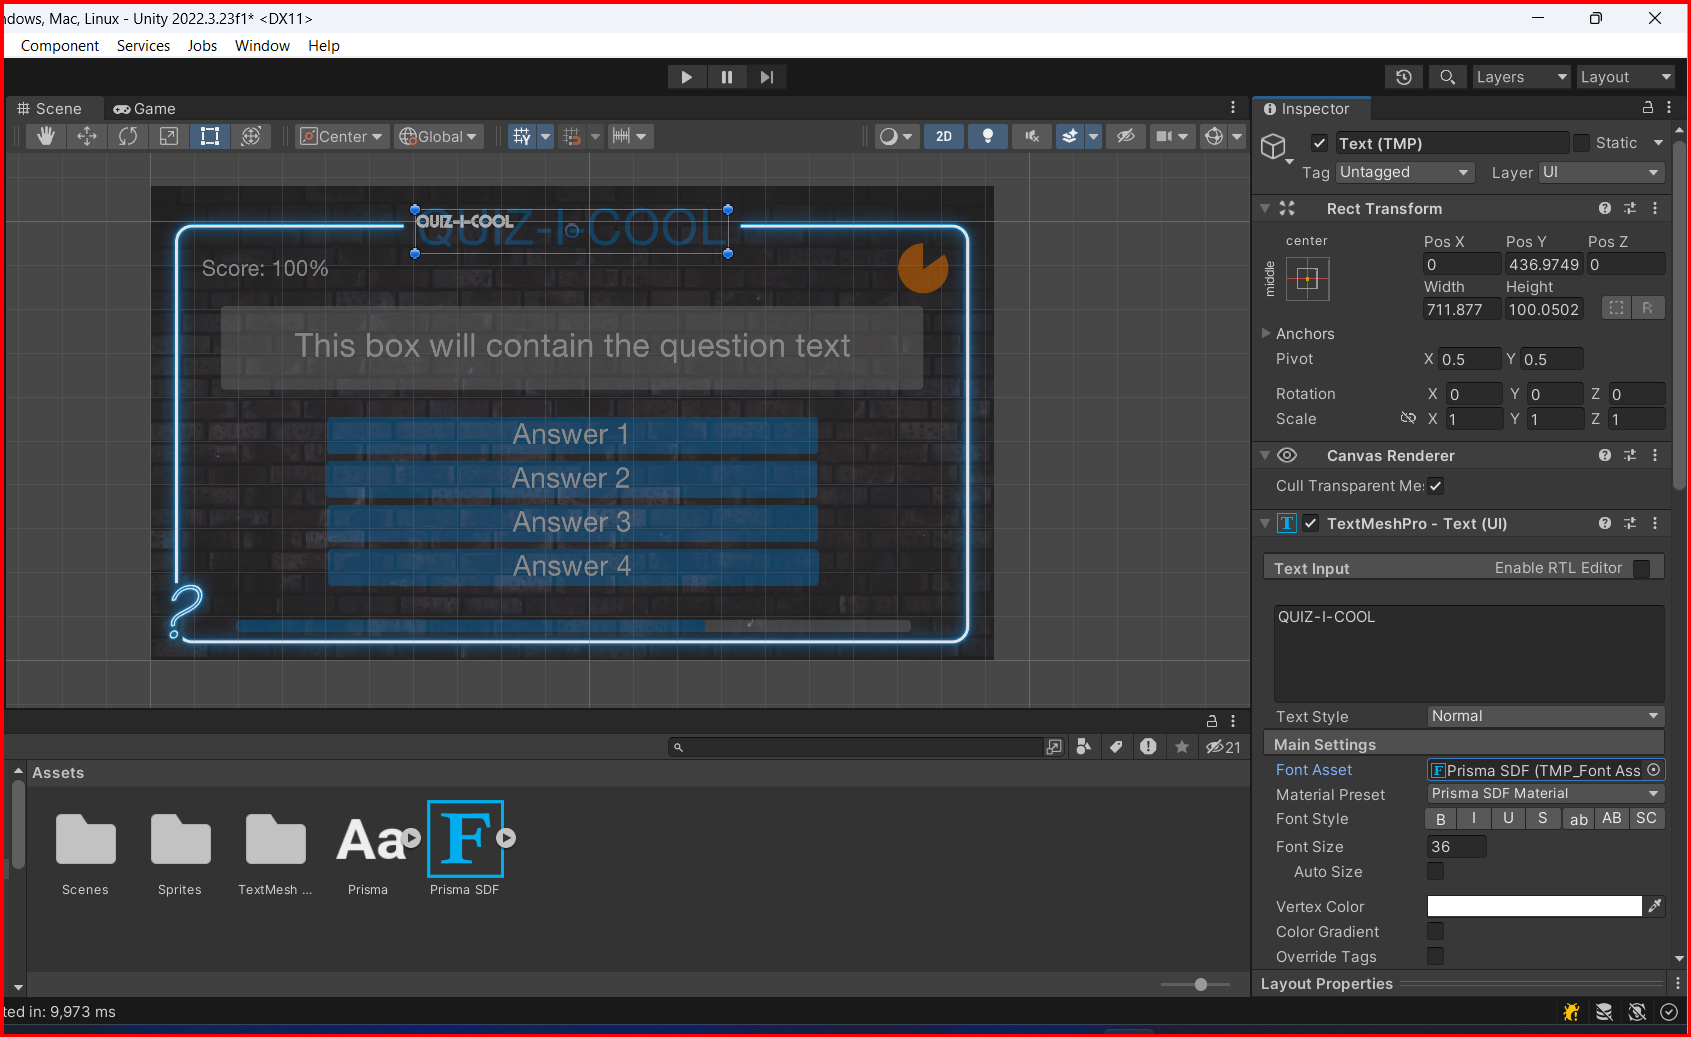 ndows, Mac, Linux - Unity 2022.3.23f1* <DX11>
Component Services Jobs Window Help
Layers Layout
Scene Game
Inspector
Center Global 2D
Text (TMP) Static
Tag Untagged Layer UI
Rect Transform
center
middle
Pos X Pos Y Pos Z
0 436.9749 0
Width Height
711.877 100.0502 R
Anchors
Pivot X 0.5 Y 0.5
Rotation X 0 Y 0 Z 0
Scale X 1 Y 1 Z 1
Canvas Renderer
Cull Transparent Me
TextMeshPro - Text (UI)
Text Input Enable RTL Editor
QUIZ-I-COOL
Text Style Normal
Main Settings
Font Asset Prisma SDF (TMP_Font Ass
Material Preset Prisma SDF Material
Font Style B I U S ab AB SC
Font Size 36
Auto Size
Vertex Color
Color Gradient
Override Tags
Layout Properties
QUIZ-I-COOL
QUIZ-I-COOL
Score: 100%
This box will contain the question text
Answer 1
Answer 2
Answer 3
Answer 4
?
21
Assets
Aa F
Scenes Sprites TextMesh ... Prisma Prisma SDF
ted in: 9,973 ms